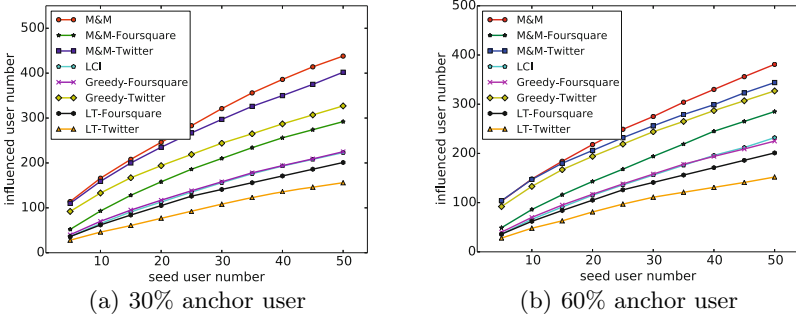 500
400
300
200
100
0
influenced user number
M&M
M&M-Foursquare
M&M-Twitter
LCI
Greedy-Foursquare
Greedy-Twitter
LT-Foursquare
LT-Twitter
10 20 30 40 50
seed user number
(a) 30% anchor user
500
400
300
200
100
0
influenced user number
M&M
M&M-Foursquare
M&M-Twitter
LCI
Greedy-Foursquare
Greedy-Twitter
LT-Foursquare
LT-Twitter
10 20 30 40 50
seed user number
(b) 60% anchor user